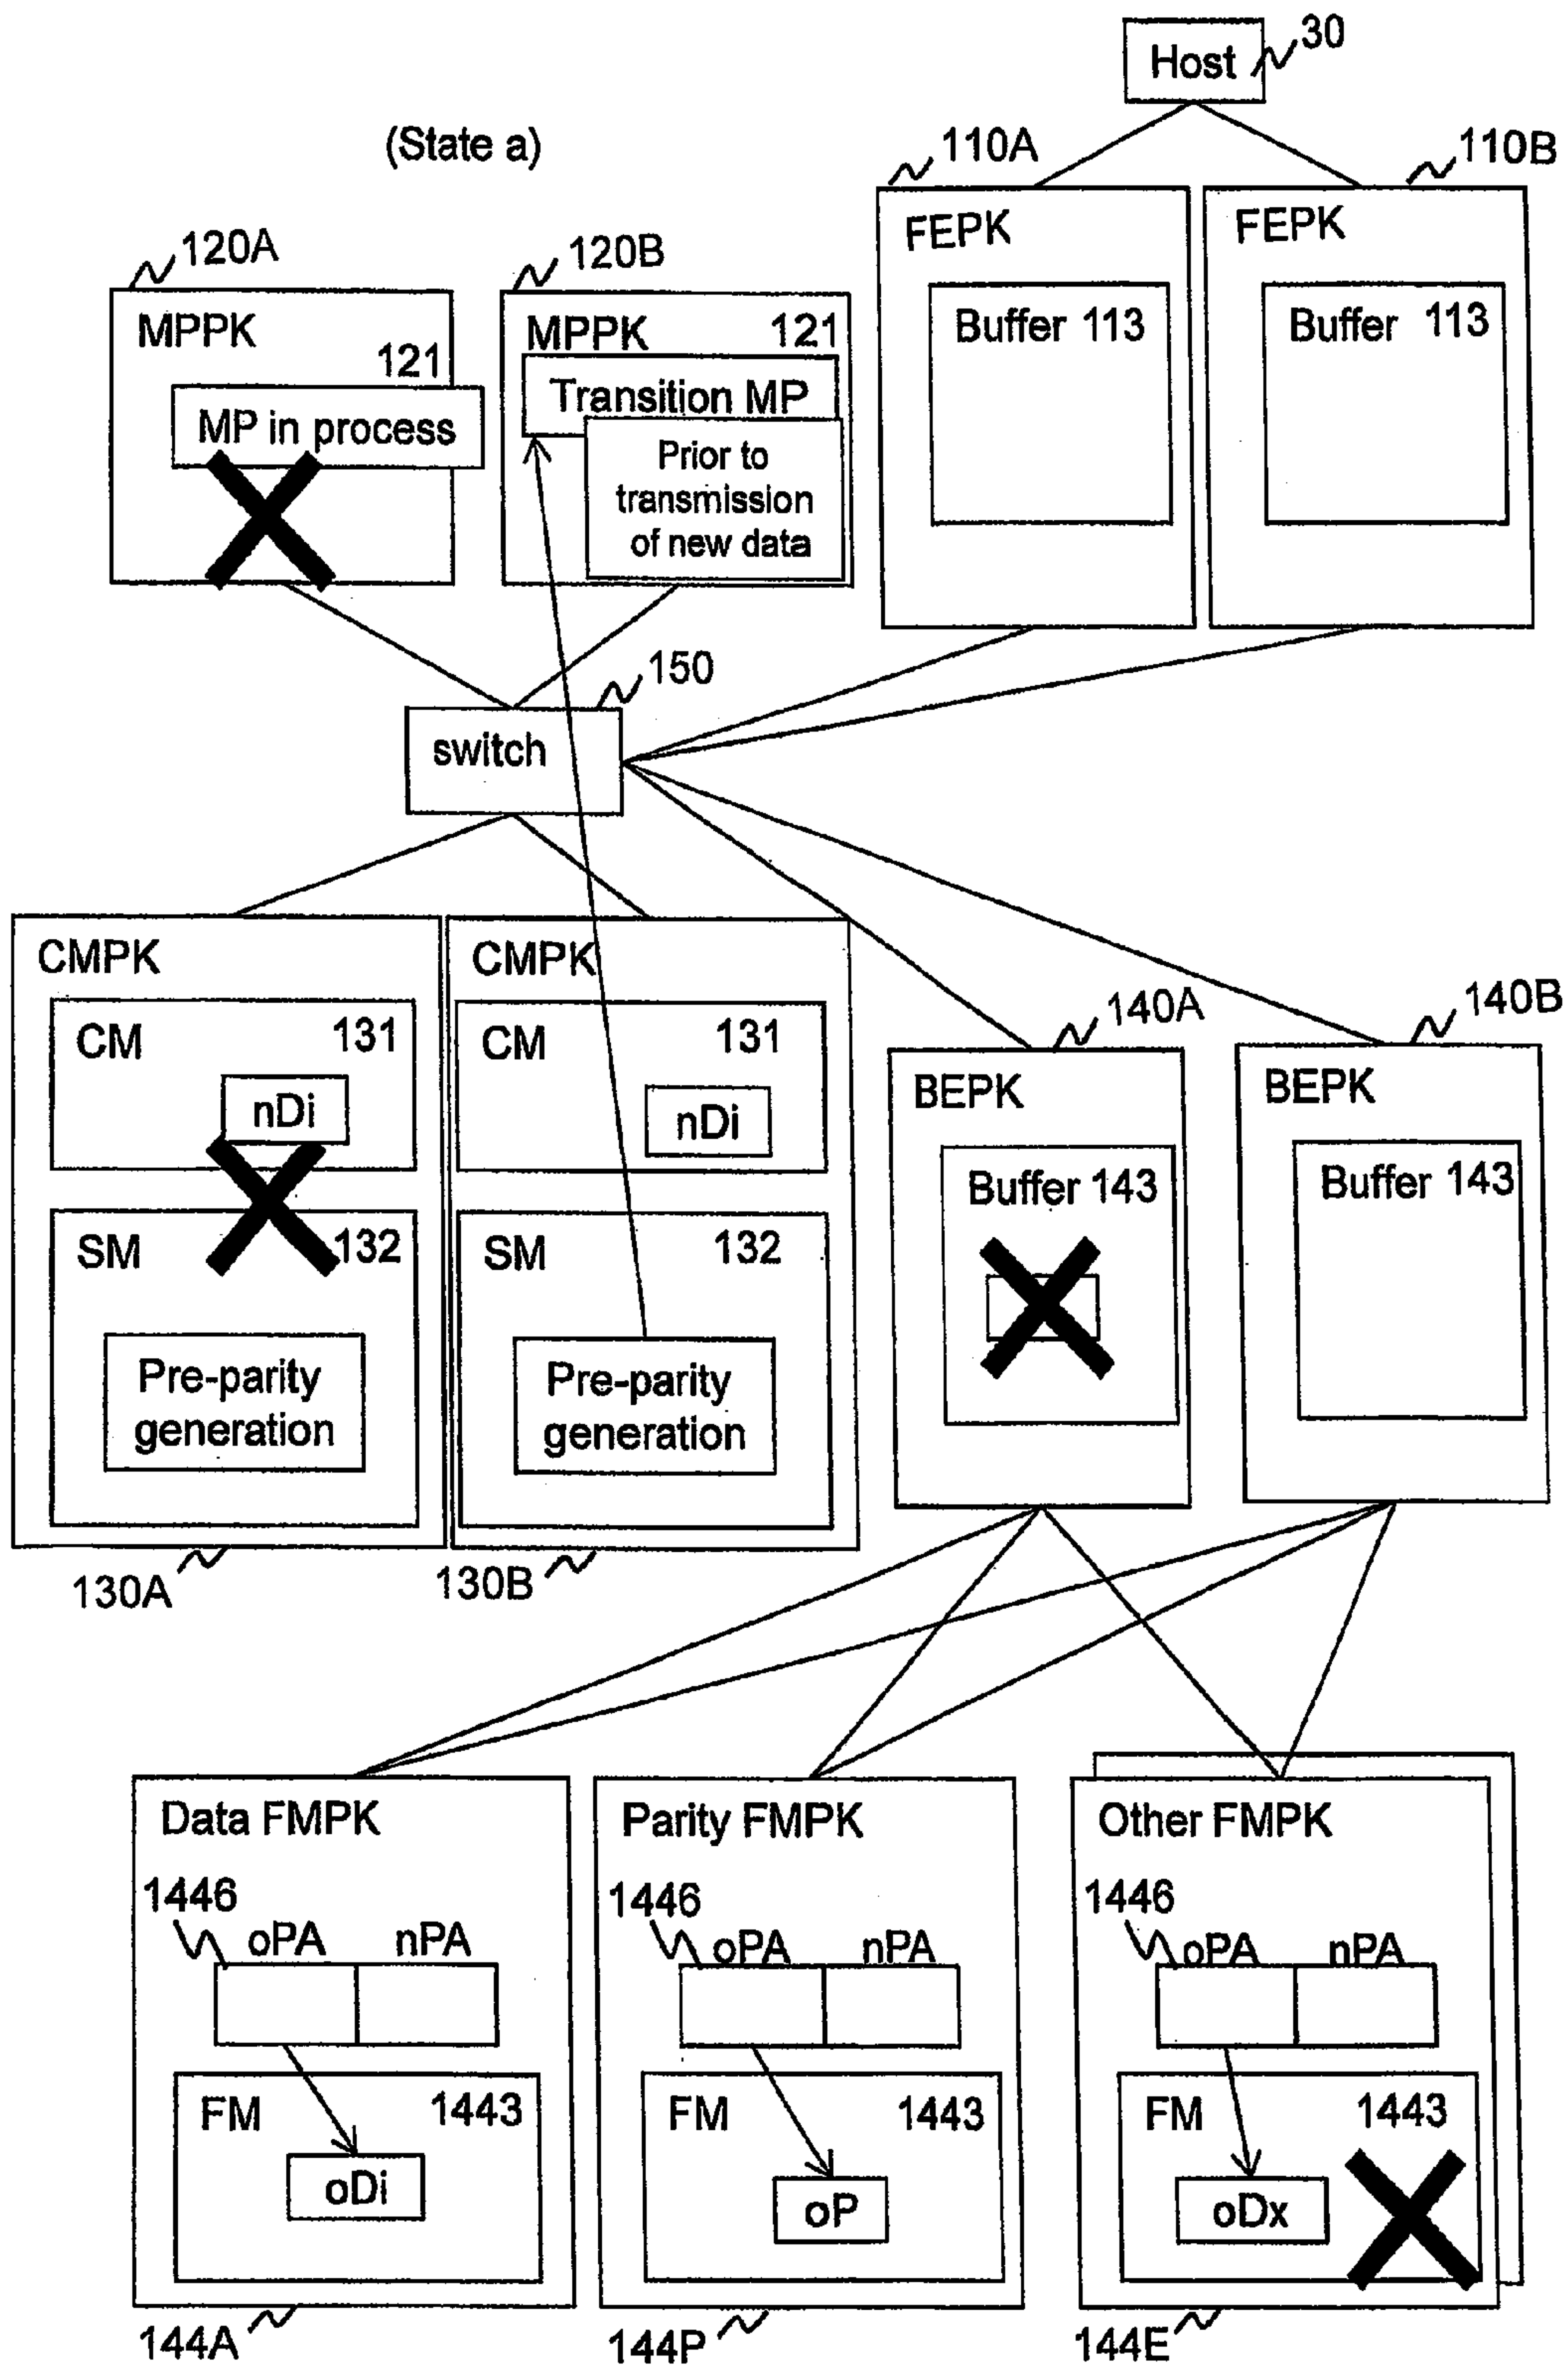 Host
30
(State a)
110A
110B
FEPK
Buffer 113
FEPK
Buffer 113
120A
MPPK
121
MP in process
120B
MPPK
121
Transition MP
Prior to
transmission
of new data
150
switch
CMPK
CM
131
nDi
SM
132
Pre-parity
generation
130A
CMPK
CM
131
nDi
SM
132
Pre-parity
generation
130B
140A
BEPK
Buffer 143
140B
BEPK
Buffer 143
Data FMPK
1446
oPA
nPA
FM
1443
oDi
144A
Parity FMPK
1446
oPA
nPA
FM
1443
oP
144P
Other FMPK
1446
oPA
nPA
FM
1443
oDx
144E